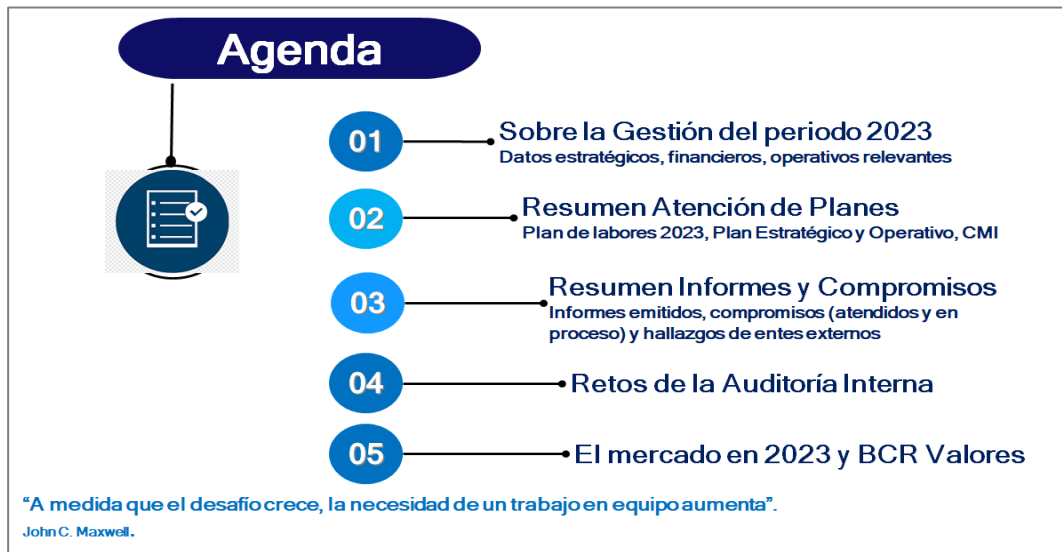 Agenda
01
Sobre la Gestión del periodo 2023
Datos estratégicos, financieros, operativos relevantes
02
Resumen Atención de Planes
Plan de labores 2023, Plan Estratégico y Operativo, CMI
03
Resumen Informes y Compromisos
Informes emitidos, compromisos (atendidos y en
proceso) y hallazgos de entes externos
04
Retos de la Auditoría Interna
05
El mercado en 2023 y BCR Valores
“A medida que el desafío crece, la necesidad de un trabajo en equipo aumenta”.
John C. Maxwell.